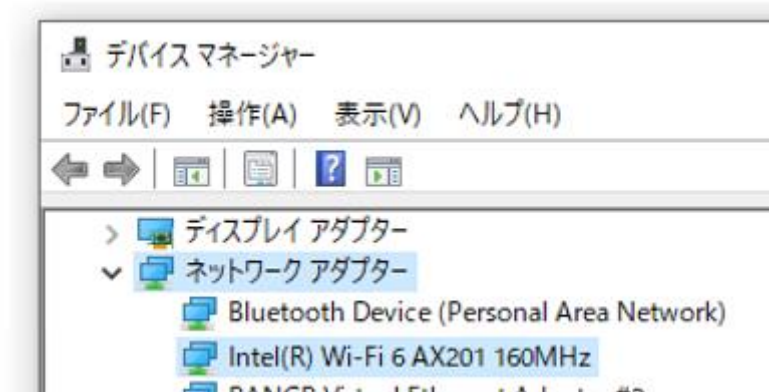 デバイス マネージャー
ファイル(F) 操作(A) 表示(V) ヘルプ(H)
ディスプレイ アダプター
ネットワーク アダプター
Bluetooth Device (Personal Area Network)
Intel(R) Wi-Fi 6 AX201 160MHz